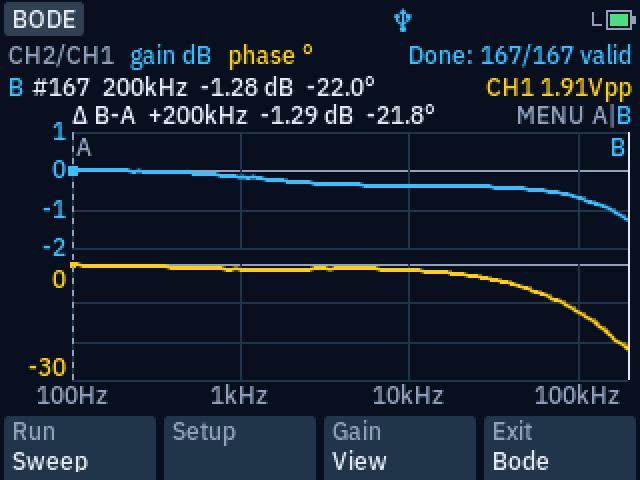 BODE L
CH2/CH1 gain dB phase º Done: 167/167 valid
B #167 200kHz -1.28 dB -22.0º CH1 1.91Vpp
Δ B-A +200kHz -1.29 dB -21.8º MENU A|B
1
A B
0
-1
-2
0
-30
100Hz 1kHz 10kHz 100kHz
Run Setup Gain Exit
Sweep View Bode